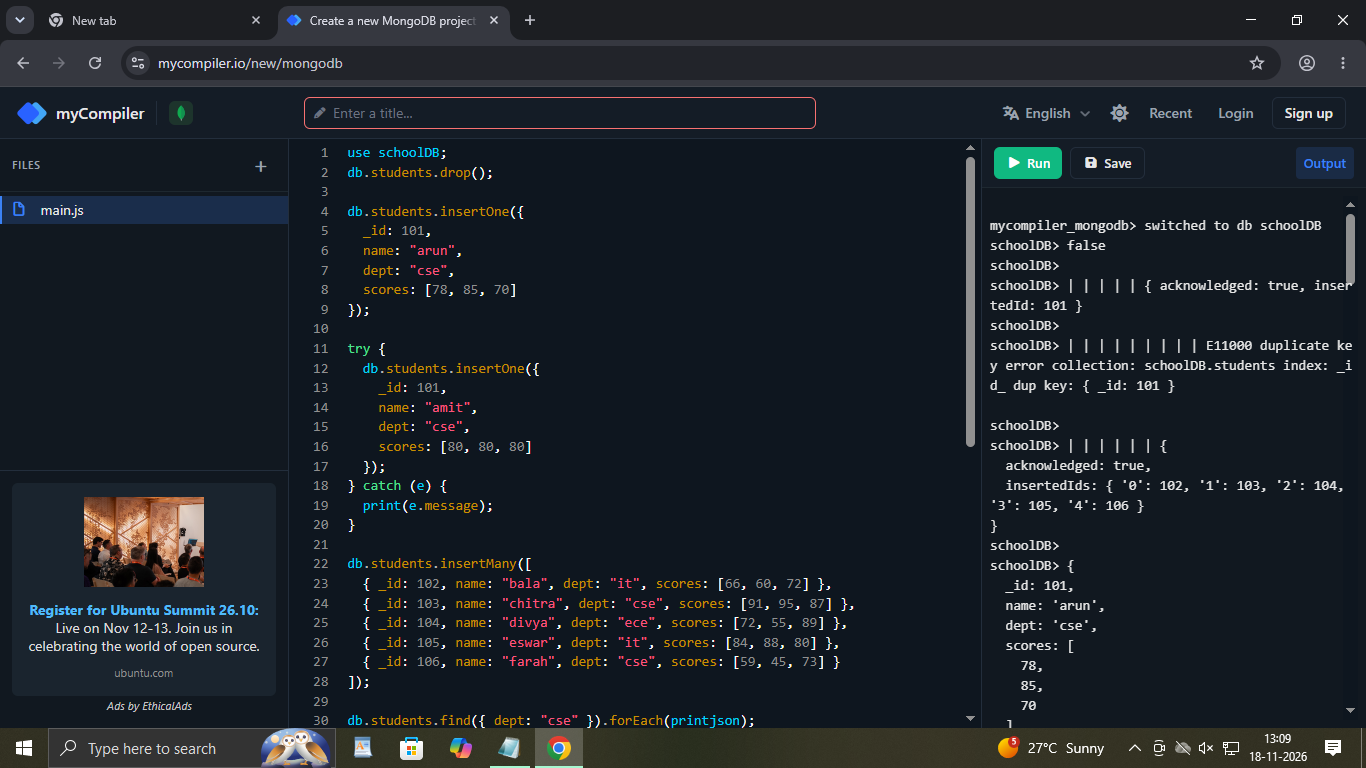 New tab
Create a new MongoDB project
mycompiler.io/new/mongodb
myCompiler
Enter a title...
English
Recent
Login
Sign up
FILES
main.js
Register for Ubuntu Summit 26.10:
Live on Nov 12-13. Join us in
celebrating the world of open source.
ubuntu.com
Ads by EthicalAds
1 use schoolDB;
2 db.students.drop();
3
4 db.students.insertOne({
5   _id: 101,
6   name: "arun",
7   dept: "cse",
8   scores: [78, 85, 70]
9 });
10
11 try {
12   db.students.insertOne({
13     _id: 101,
14     name: "amit",
15     dept: "cse",
16     scores: [80, 80, 80]
17   });
18 } catch (e) {
19   print(e.message);
20 }
21
22 db.students.insertMany([
23   { _id: 102, name: "bala", dept: "it", scores: [66, 60, 72] },
24   { _id: 103, name: "chitra", dept: "cse", scores: [91, 95, 87] },
25   { _id: 104, name: "divya", dept: "ece", scores: [72, 55, 89] },
26   { _id: 105, name: "eswar", dept: "it", scores: [84, 88, 80] },
27   { _id: 106, name: "farah", dept: "cse", scores: [59, 45, 73] }
28 ]);
29
30 db.students.find({ dept: "cse" }).forEach(printjson);
Run
Save
Output
mycompiler_mongodb> switched to db schoolDB
schoolDB> false
schoolDB>
schoolDB> | | | | | { acknowledged: true, inser
tedId: 101 }
schoolDB>
schoolDB> | | | | | | | | | E11000 duplicate ke
y error collection: schoolDB.students index: _i
d_ dup key: { _id: 101 }
schoolDB>
schoolDB> | | | | | | {
  acknowledged: true,
  insertedIds: { '0': 102, '1': 103, '2': 104,
'3': 105, '4': 106 }
}
schoolDB>
schoolDB> {
  _id: 101,
  name: 'arun',
  dept: 'cse',
  scores: [
    78,
    85,
    70
  ]
Type here to search
5
27°C Sunny
13:09
18-11-2026